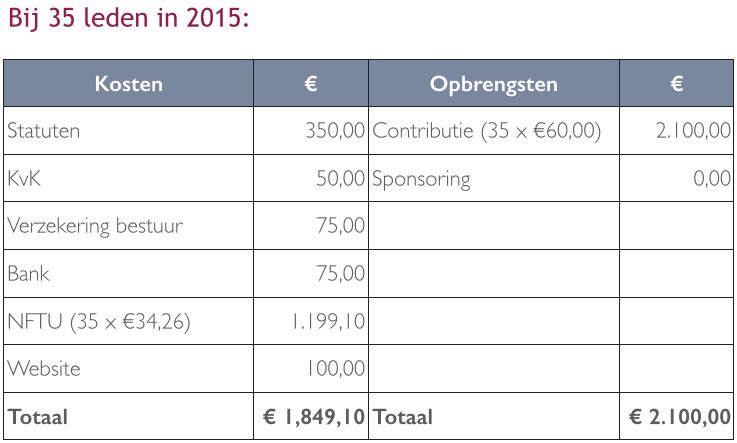 Bij 35 leden in 2015:
Kosten € Opbrengsten €
Statuten 350,00 Contributie (35 x €60,00) 2.100,00
KvK 50,00 Sponsoring 0,00
Verzekering bestuur 75,00
Bank 75,00
NFTU (35 x €34,26) 1.199,10
Website 100,00
Totaal € 1,849,10 Totaal € 2.100,00